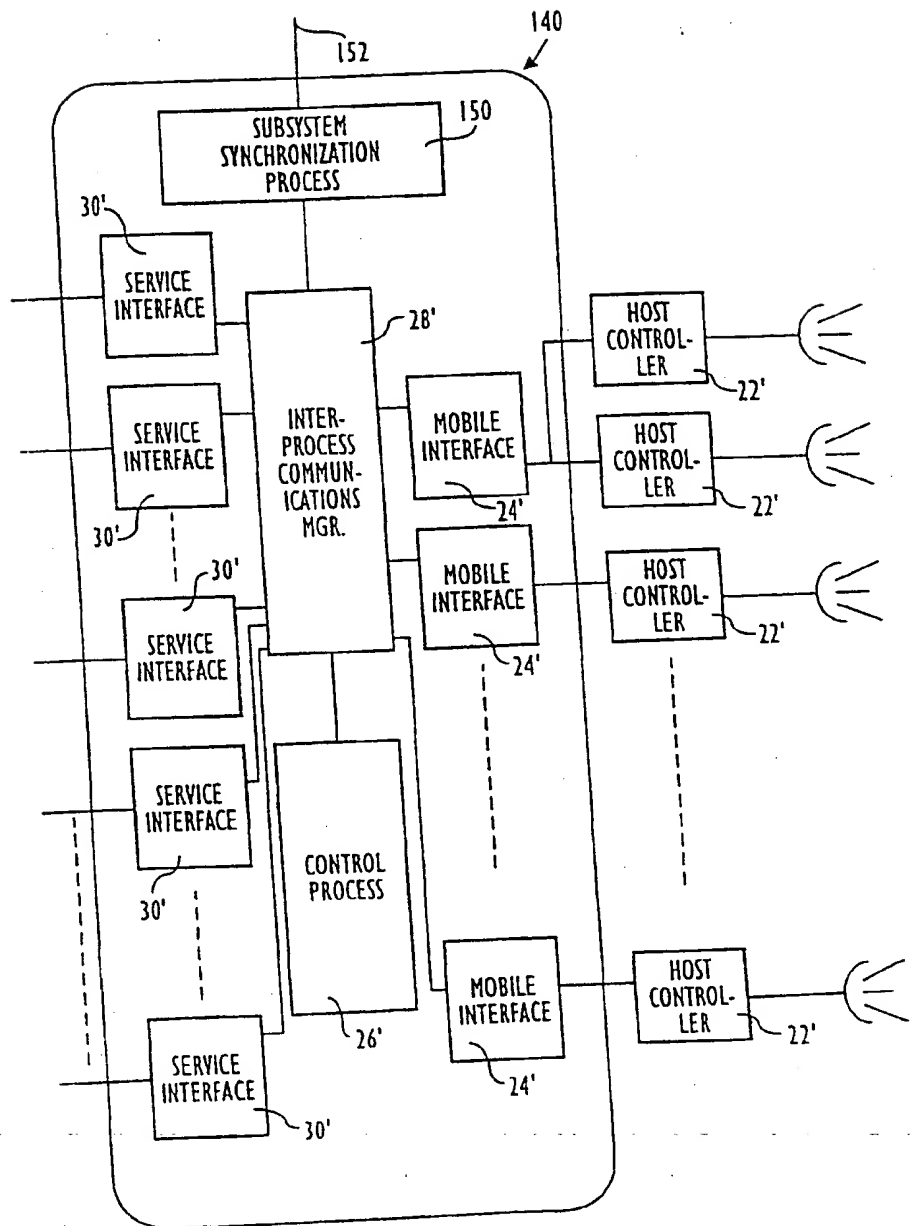 140
152
150
SUBSYSTEM
SYNCHRONIZATION
PROCESS
30'
SERVICE
INTERFACE
28'
HOST
CONTROL-
LER
22'
SERVICE
INTERFACE
30'
INTER-
PROCESS
COMMUN-
ICATIONS
MGR.
MOBILE
INTERFACE
24'
HOST
CONTROL-
LER
22'
30'
SERVICE
INTERFACE
MOBILE
INTERFACE
24'
HOST
CONTROL-
LER
22'
SERVICE
INTERFACE
30'
CONTROL
PROCESS
26'
MOBILE
INTERFACE
24'
HOST
CONTROL-
LER
22'
SERVICE
INTERFACE
30'